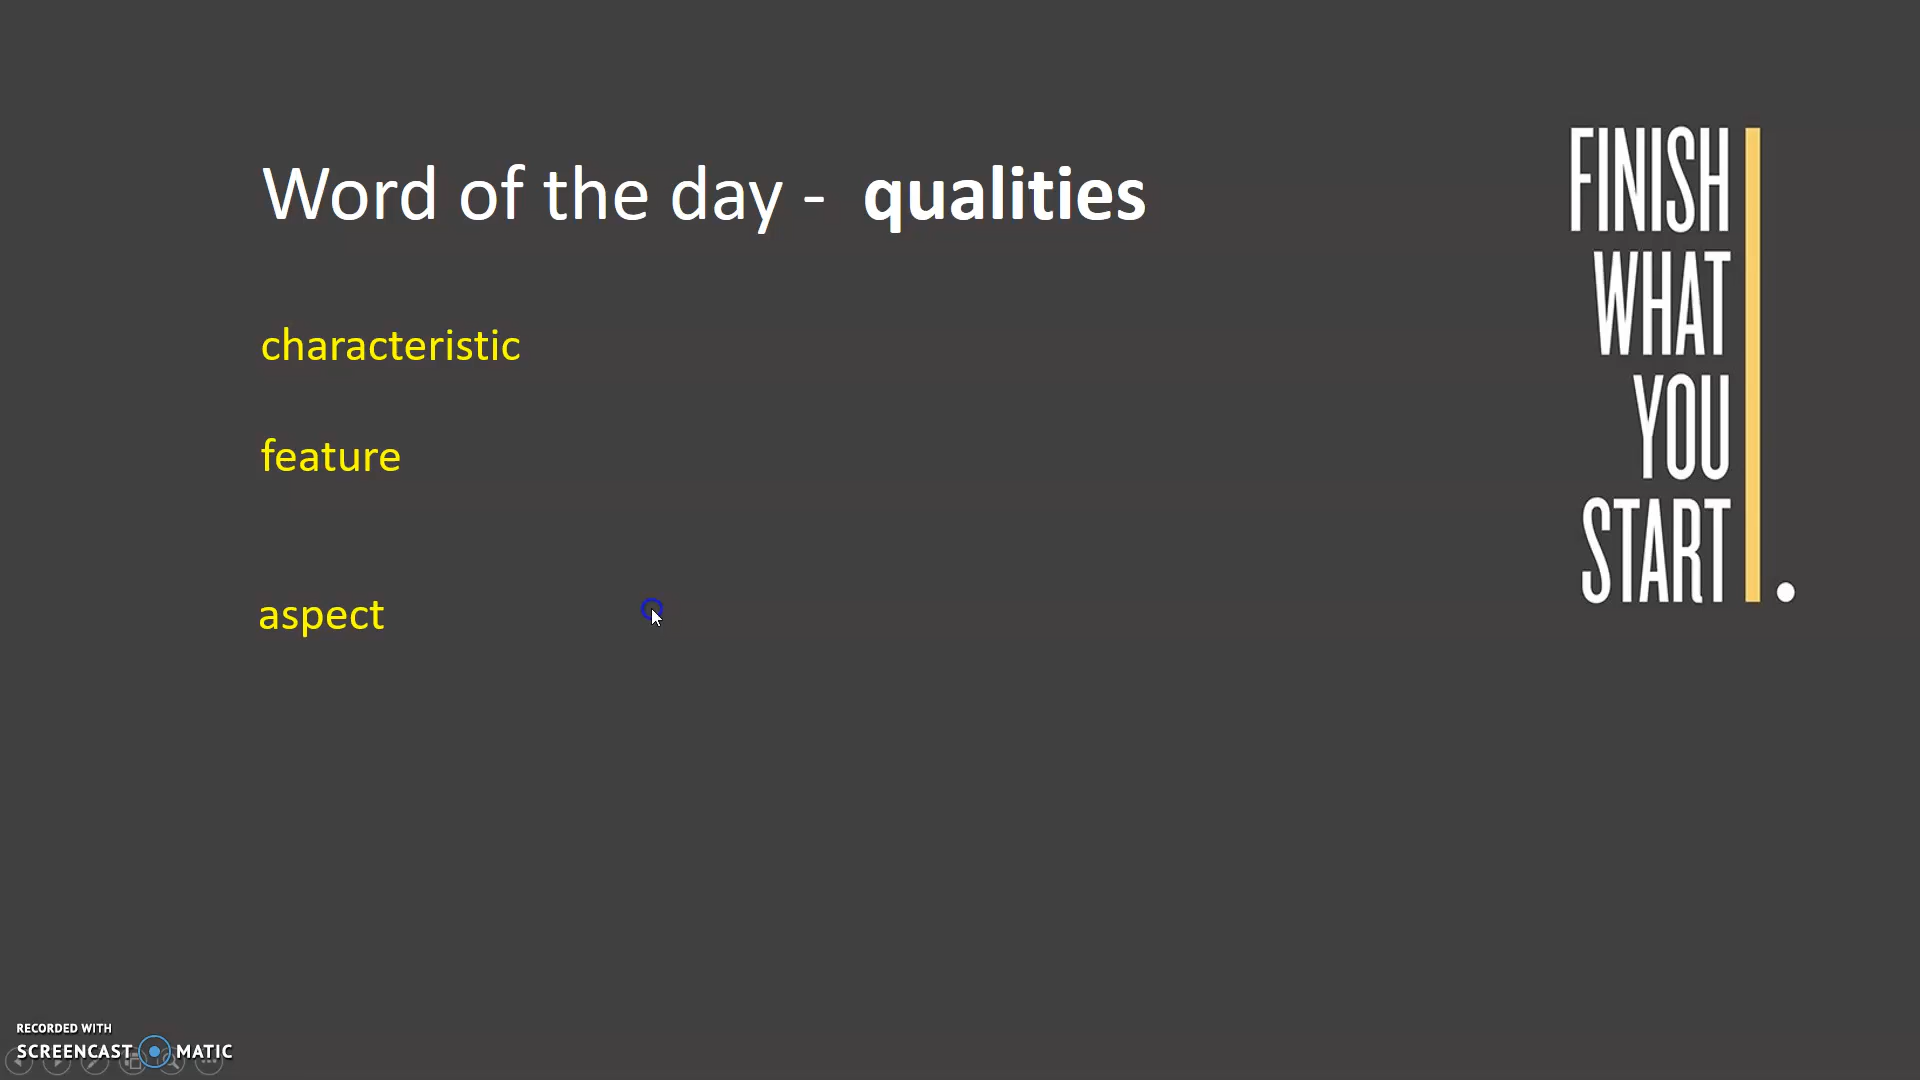 Word of the day -  qualities
characteristic
feature
aspect
FINISH
WHAT
YOU
START.
RECORDED WITH
SCREENCAST MATIC